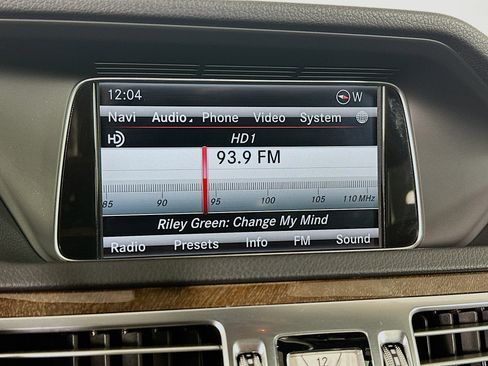 12:04 W
Navi Audio Phone Video System
HD HD1
93.9 FM
85 90 95 100 105 110 MHz
Riley Green: Change My Mind
Radio Presets Info FM Sound
12